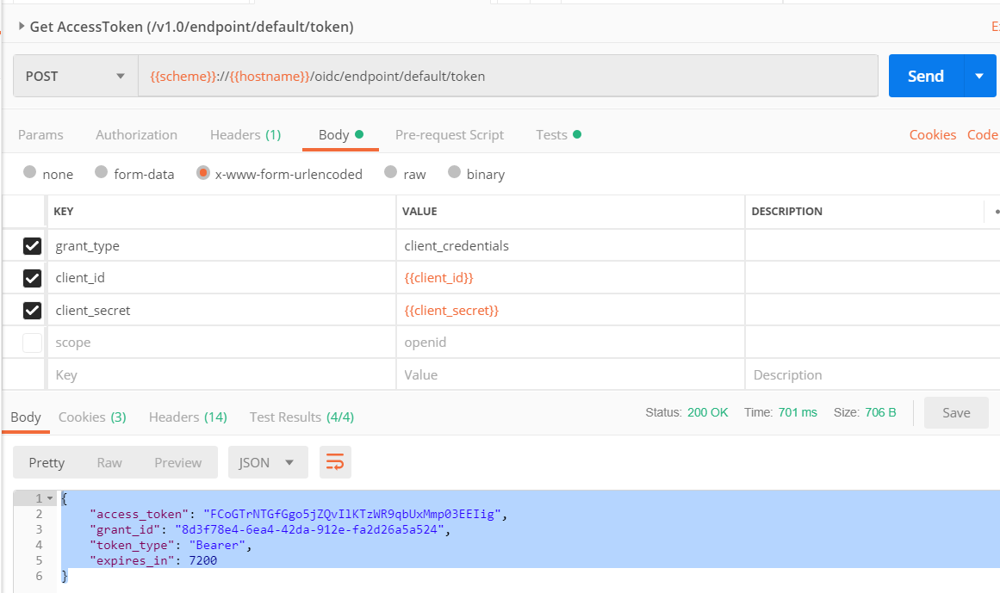 Get AccessToken (/v1.0/endpoint/default/token)
POST {{scheme}}://{{hostname}}/oidc/endpoint/default/token Send
Params Authorization Headers (1) Body Pre-request Script Tests Cookies Code
none form-data x-www-form-urlencoded raw binary
KEY VALUE DESCRIPTION
grant_type client_credentials
client_id {{client_id}}
client_secret {{client_secret}}
scope openid
Key Value Description
Body Cookies (3) Headers (14) Test Results (4/4) Status: 200 OK Time: 701 ms Size: 706 B Save
Pretty Raw Preview JSON
1 {
2 "access_token": "FCoGTrNTGfGgo5jZQvIlKTzWR9qbUxMmp03EEIig",
3 "grant_id": "8d3f78e4-6ea4-42da-912e-fa2d26a5a524",
4 "token_type": "Bearer",
5 "expires_in": 7200
6 }